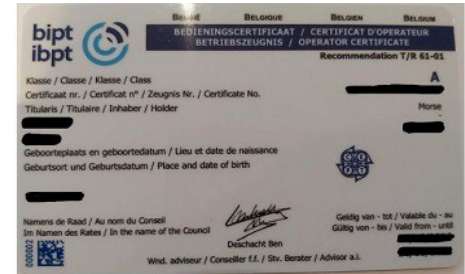 bipt
ibpt
BELGIË BELGIQUE BELGIEN BELGIUM
BEDIENINGSCERTIFICAAT / CERTIFICAT D'OPERATEUR
BETRIEBSZEUGNIS / OPERATOR CERTIFICATE
Recommendation T/R 61-01
Klasse / Classe / Klasse / Class A
Certificaat nr. / Certificat n° / Zeugnis Nr. / Certificate No.
Titularis / Titulaire / Inhaber / Holder Morse
Geboorteplaats en geboortedatum / Lieu et date de naissance
Geburtsort und Geburtsdatum / Place and date of birth
CEPT
Namens de Raad / Au nom du Conseil
Im Namen des Rates / In the name of the Council
Geldig van - tot / Valable du - au
Gültig von - bis / Valid from - until
Deschacht Ben
Wnd. adviseur / Conseiller f.f. / Stv. Berater / Advisor a.i.
000002